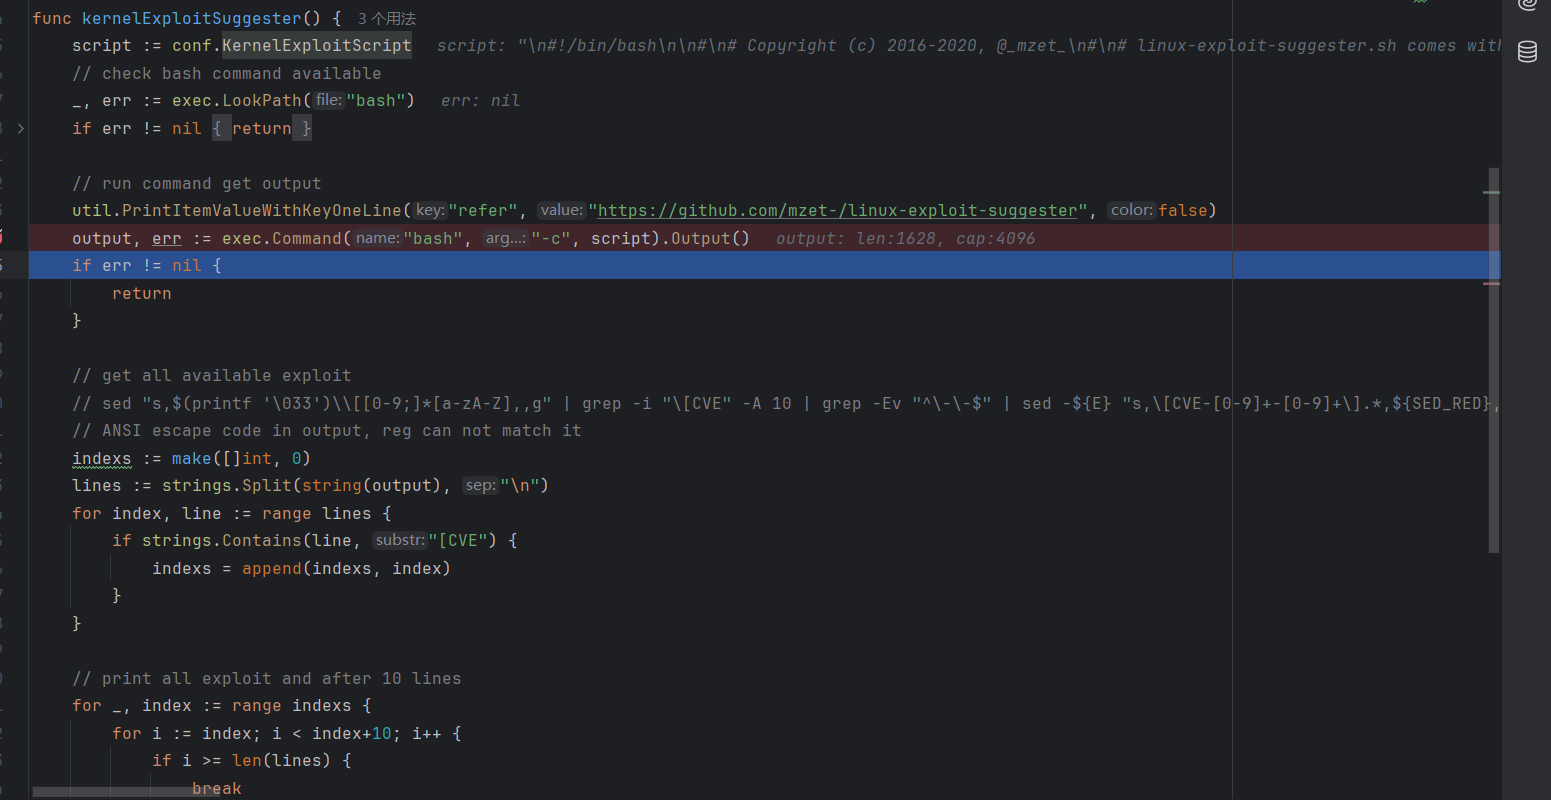 func kernelExploitSuggester() { 3 个用法
script := conf.KernelExploitScript script: "\n#!/bin/bash\n\n#\n# Copyright (c) 2016-2020, @_mzet_\n#\n# linux-exploit-suggester.sh comes with
// check bash command available
_, err := exec.LookPath( file: "bash") err: nil
if err != nil { return }
// run command get output
util.PrintItemValueWithKeyOneLine( key: "refer", value: "https://github.com/mzet-/linux-exploit-suggester", color: false)
output, err := exec.Command( name: "bash", arg...: "-c", script).Output() output: len:1628, cap:4096
if err != nil {
return
}
// get all available exploit
// sed "s,$(printf '\033')\\[[0-9;]*[a-zA-Z],,g" | grep -i "\[CVE" -A 10 | grep -Ev "^\-\-$" | sed -${E} "s,\[CVE-[0-9]+-[0-9]+\].*,${SED_RED},
// ANSI escape code in output, reg can not match it
indexs := make([]int, 0)
lines := strings.Split(string(output), sep: "\n")
for index, line := range lines {
if strings.Contains(line, substr: "[CVE") {
indexs = append(indexs, index)
}
}
// print all exploit and after 10 lines
for _, index := range indexs {
for i := index; i < index+10; i++ {
if i >= len(lines) {
break